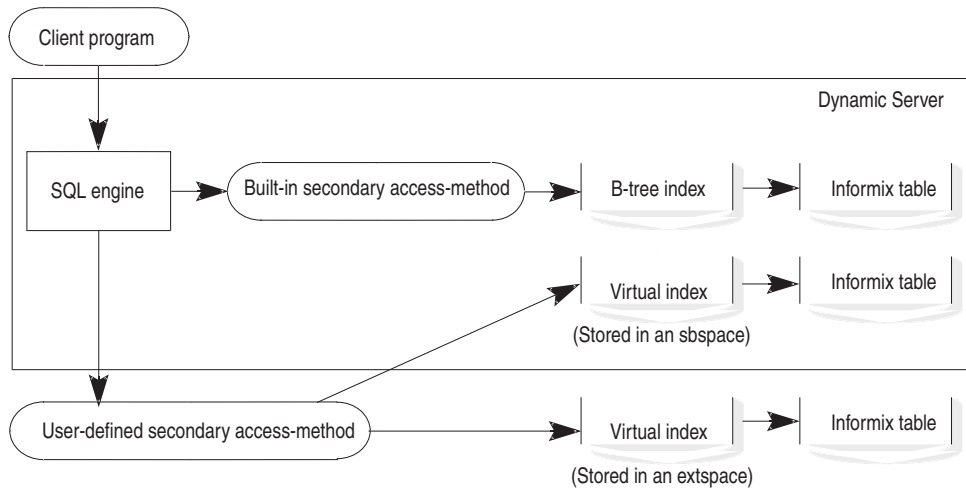 Client program
Dynamic Server
SQL engine
Built-in secondary access-method
B-tree index
Informix table
Virtual index
Informix table
(Stored in an sbspace)
User-defined secondary access-method
Virtual index
Informix table
(Stored in an extspace)